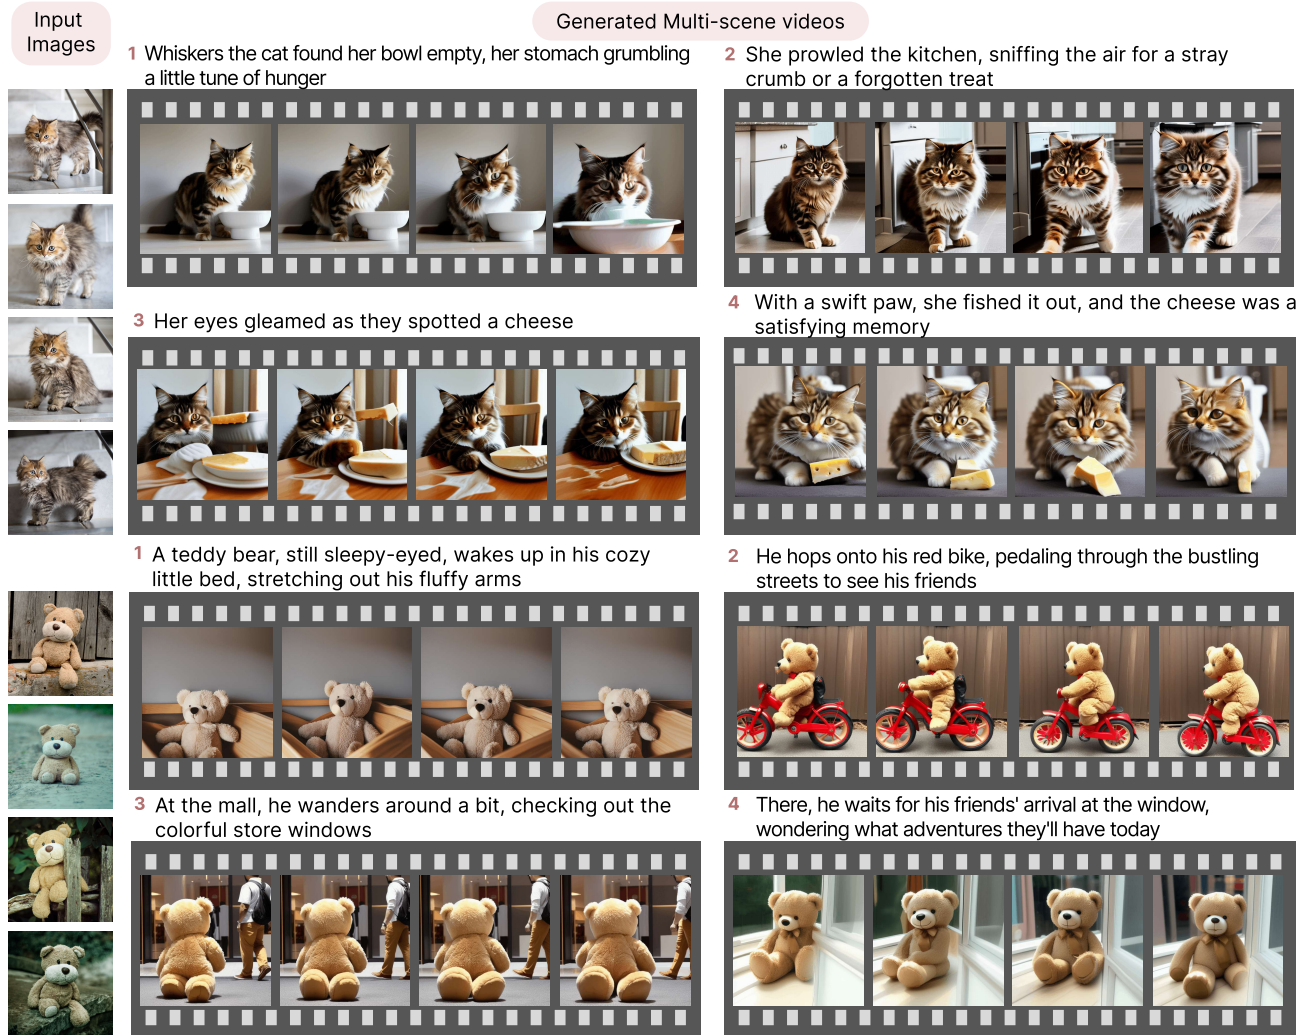 Input
Images
Generated Multi-scene videos
1 Whiskers the cat found her bowl empty, her stomach grumbling
a little tune of hunger
2 She prowled the kitchen, sniffing the air for a stray
crumb or a forgotten treat
3 Her eyes gleamed as they spotted a cheese
4 With a swift paw, she fished it out, and the cheese was a
satisfying memory
1 A teddy bear, still sleepy-eyed, wakes up in his cozy
little bed, stretching out his fluffy arms
2 He hops onto his red bike, pedaling through the bustling
streets to see his friends
3 At the mall, he wanders around a bit, checking out the
colorful store windows
4 There, he waits for his friends' arrival at the window,
wondering what adventures they'll have today